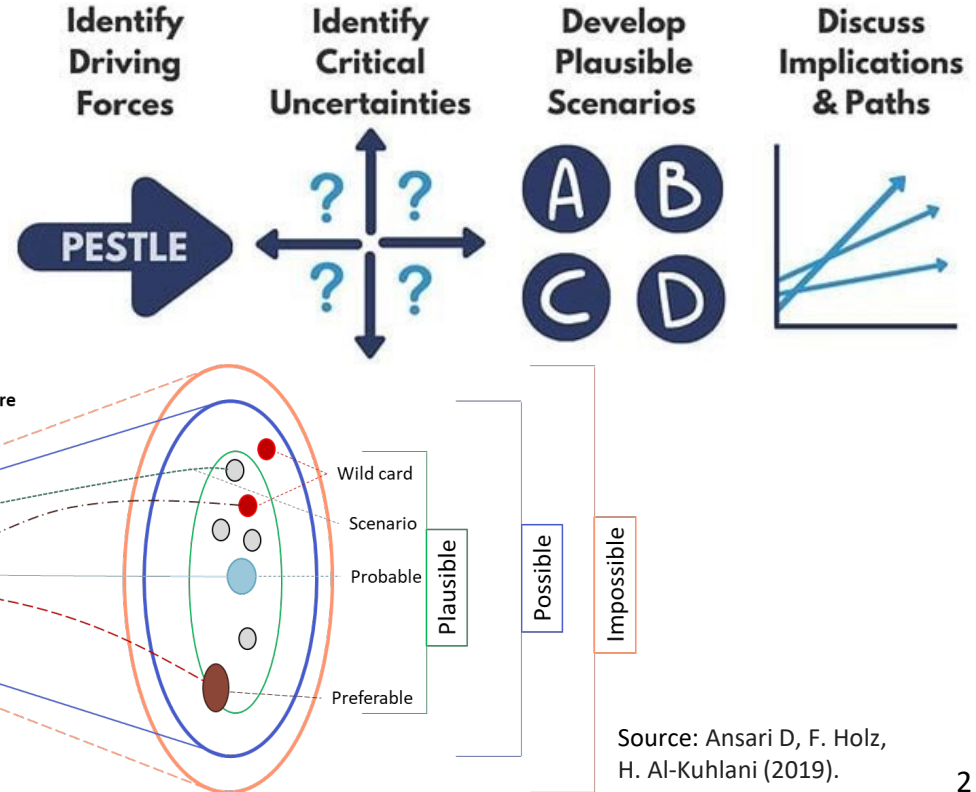 Identify
Driving
Forces
Identify
Critical
Uncertainties
Develop
Plausible
Scenarios
Discuss
Implications
& Paths
PESTLE
?
?
?
?
A
B
C
D
re
Wild card
Scenario
Probable
Preferable
Plausible
Possible
Impossible
Source: Ansari D, F. Holz,
H. Al-Kuhlani (2019).
2